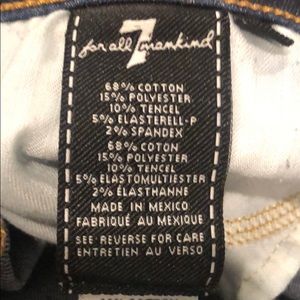 7
for all mankind
68% COTTON
15% POLYESTER
10% TENCEL
5% ELASTERELL-P
2% SPANDEX
68% COTON
15% POLYESTER
10% TENCEL
5% ELASTOMULTIESTER
2% ÉLASTHANNE
MADE IN MEXICO
FABRIQUÉ AU MEXIQUE
SEE REVERSE FOR CARE
ENTRETIEN AU VERSO